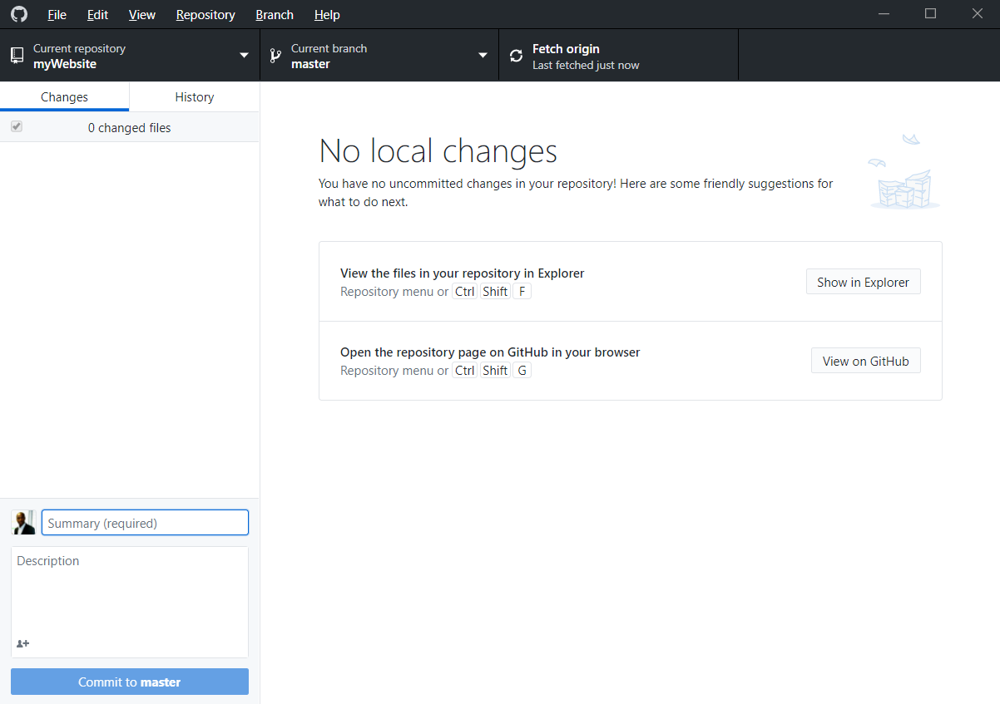 File Edit View Repository Branch Help
Current repository
myWebsite
Current branch
master
Fetch origin
Last fetched just now
Changes
History
0 changed files
No local changes
You have no uncommitted changes in your repository! Here are some friendly suggestions for
what to do next.
View the files in your repository in Explorer
Repository menu or Ctrl Shift F
Show in Explorer
Open the repository page on GitHub in your browser
Repository menu or Ctrl Shift G
View on GitHub
Summary (required)
Description
Commit to master